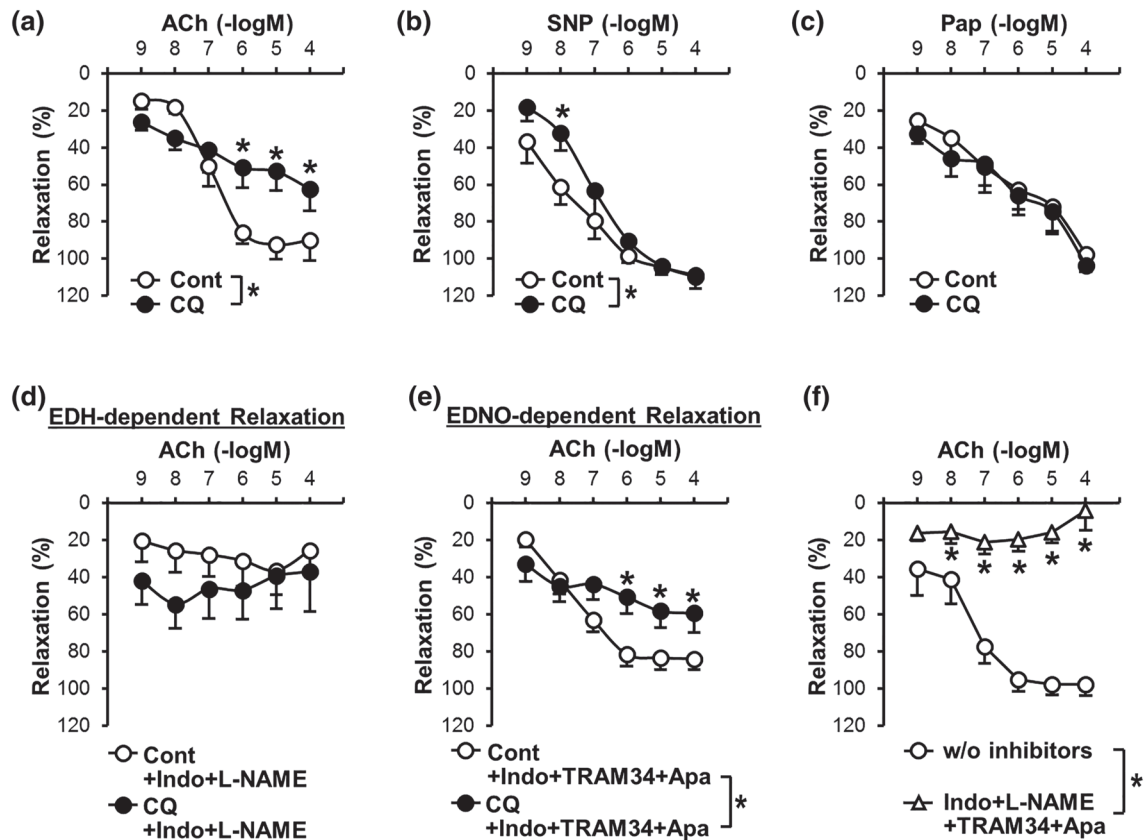 (a)
ACh (-logM)
9 8 7 6 5 4
0
20
40
60
80
100
120
Relaxation (%)
* * *
Cont
CQ
*
(b)
SNP (-logM)
9 8 7 6 5 4
0
20
40
60
80
100
120
Relaxation (%)
*
Cont
CQ
*
(c)
Pap (-logM)
9 8 7 6 5 4
0
20
40
60
80
100
120
Relaxation (%)
Cont
CQ
(d)
EDH-dependent Relaxation
ACh (-logM)
9 8 7 6 5 4
0
20
40
60
80
100
120
Relaxation (%)
Cont
+Indo+L-NAME
CQ
+Indo+L-NAME
(e)
EDNO-dependent Relaxation
ACh (-logM)
9 8 7 6 5 4
0
20
40
60
80
100
120
Relaxation (%)
* * *
Cont
+Indo+TRAM34+Apa
CQ
+Indo+TRAM34+Apa
*
(f)
ACh (-logM)
9 8 7 6 5 4
0
20
40
60
80
100
120
Relaxation (%)
* * * * *
w/o inhibitors
Indo+L-NAME
+TRAM34+Apa
*